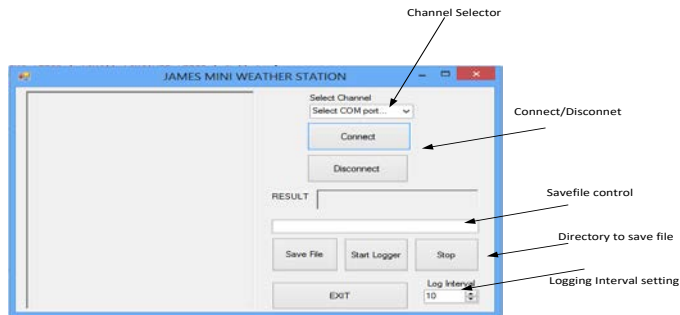 Channel Selector
JAMES MINI WEATHER STATION
Select Channel
Select COM port...
Connect
Connect/Disconnet
Disconnect
Savefile control
RESULT
Directory to save file
Save File
Start Logger
Stop
Logging Interval setting
Log Interval
EXIT
10